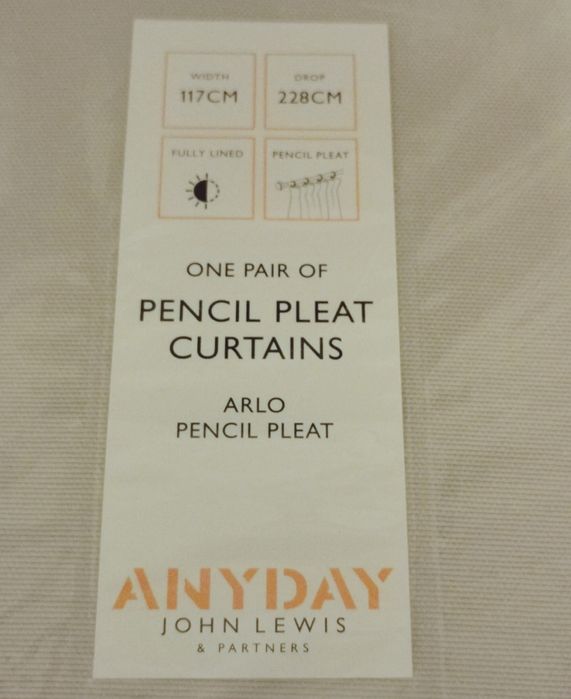 WIDTH
117CM
DROP
228CM
FULLY LINED
PENCIL PLEAT
ONE PAIR OF
PENCIL PLEAT
CURTAINS
ARLO
PENCIL PLEAT
ANYDAY
JOHN LEWIS
& PARTNERS